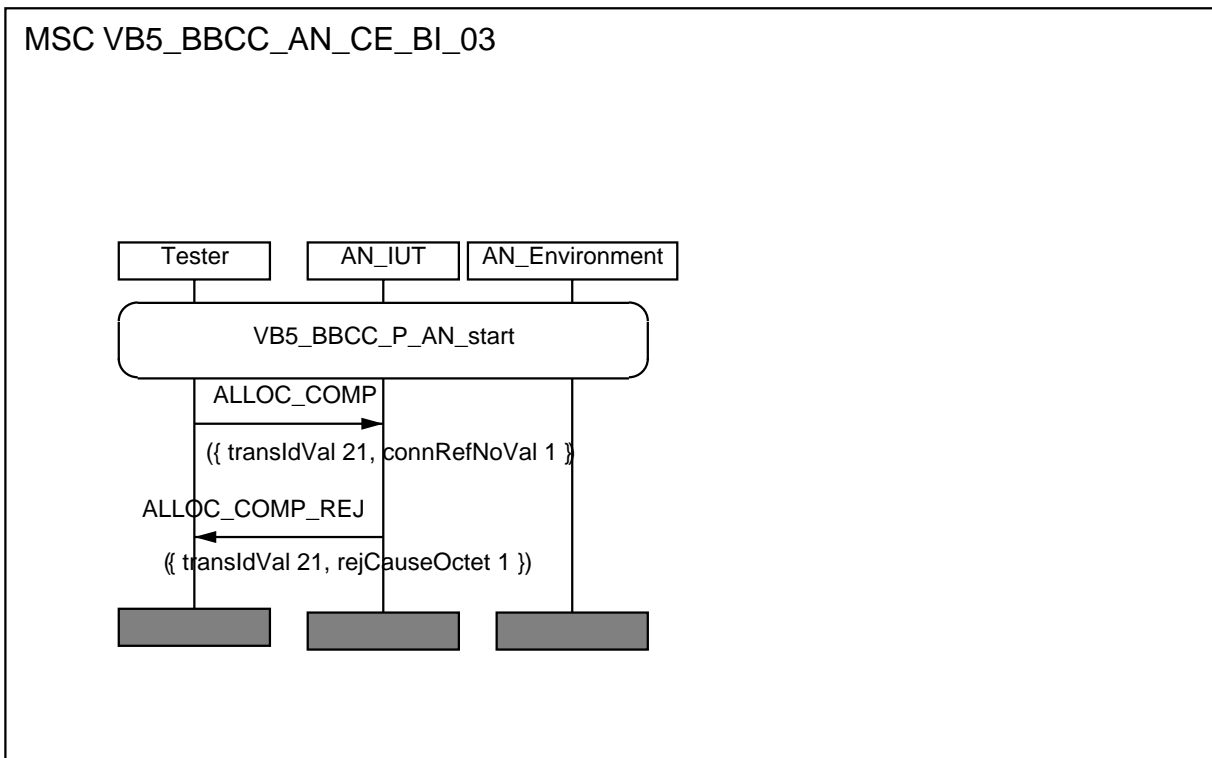 MSC VB5_BBCC_AN_CE_BI_03
Tester AN_IUT AN_Environment
VB5_BBCC_P_AN_start
ALLOC_COMP
({ transIdVal 21, connRefNoVal 1 })
ALLOC_COMP_REJ
({ transIdVal 21, rejCauseOctet 1 })